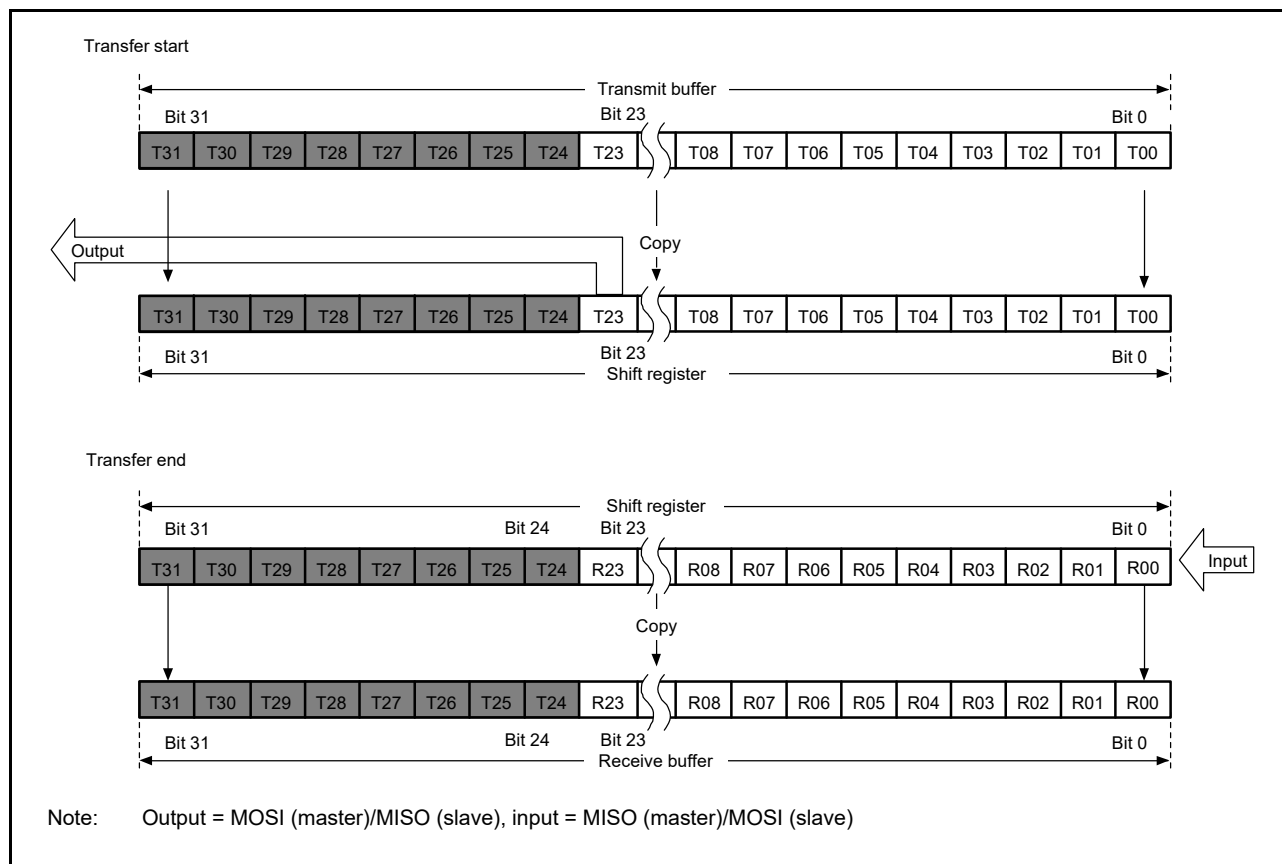 Transfer start
Transmit buffer
Bit 31 Bit 23 Bit 0
T31 T30 T29 T28 T27 T26 T25 T24 T23 T08 T07 T06 T05 T04 T03 T02 T01 T00
Output Copy
T31 T30 T29 T28 T27 T26 T25 T24 T23 T08 T07 T06 T05 T04 T03 T02 T01 T00
Bit 31 Bit 23 Bit 0
Shift register
Transfer end
Shift register
Bit 31 Bit 24 Bit 23 Bit 0
T31 T30 T29 T28 T27 T26 T25 T24 R23 R08 R07 R06 R05 R04 R03 R02 R01 R00 Input
Copy
T31 T30 T29 T28 T27 T26 T25 T24 R23 R08 R07 R06 R05 R04 R03 R02 R01 R00
Bit 31 Bit 24 Bit 23 Bit 0
Receive buffer
Note: Output = MOSI (master)/MISO (slave), input = MISO (master)/MOSI (slave)